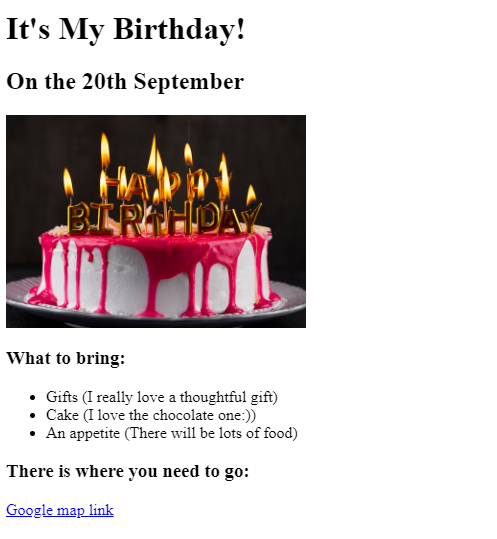 It's My Birthday!
On the 20th September
HAPPY
BIRTHDAY
What to bring:
Gifts (I really love a thoughtful gift)
Cake (I love the chocolate one:))
An appetite (There will be lots of food)
There is where you need to go:
Google map link